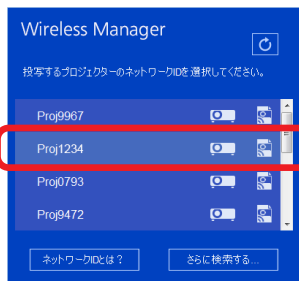 Wireless Manager
投写するプロジェクターのネットワークIDを選択してください。
Proj9967
Proj1234
Proj0793
Proj9472
ネットワークIDとは？
さらに検索する...